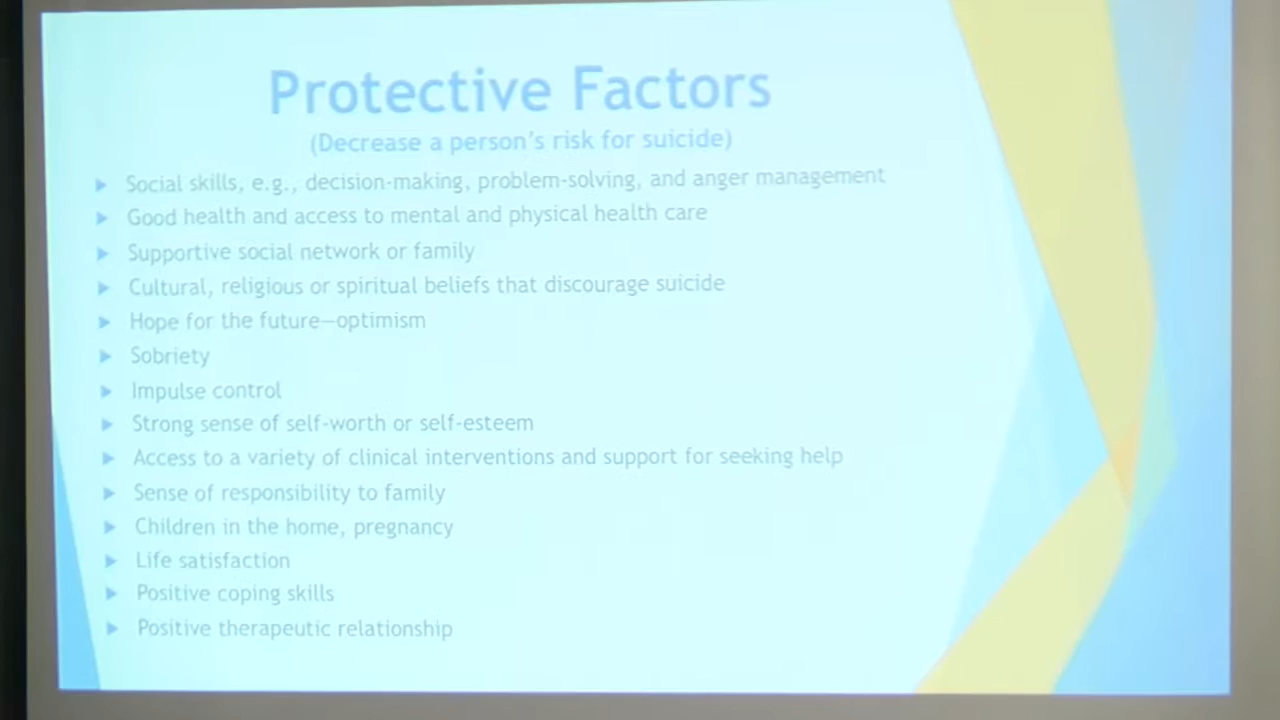 Protective Factors
(Decrease a person's risk for suicide)
Social skills, e.g., decision-making, problem-solving, and anger management
Good health and access to mental and physical health care
Supportive social network or family
Cultural, religious or spiritual beliefs that discourage suicide
Hope for the future—optimism
Sobriety
Impulse control
Strong sense of self-worth or self-esteem
Access to a variety of clinical interventions and support for seeking help
Sense of responsibility to family
Children in the home, pregnancy
Life satisfaction
Positive coping skills
Positive therapeutic relationship